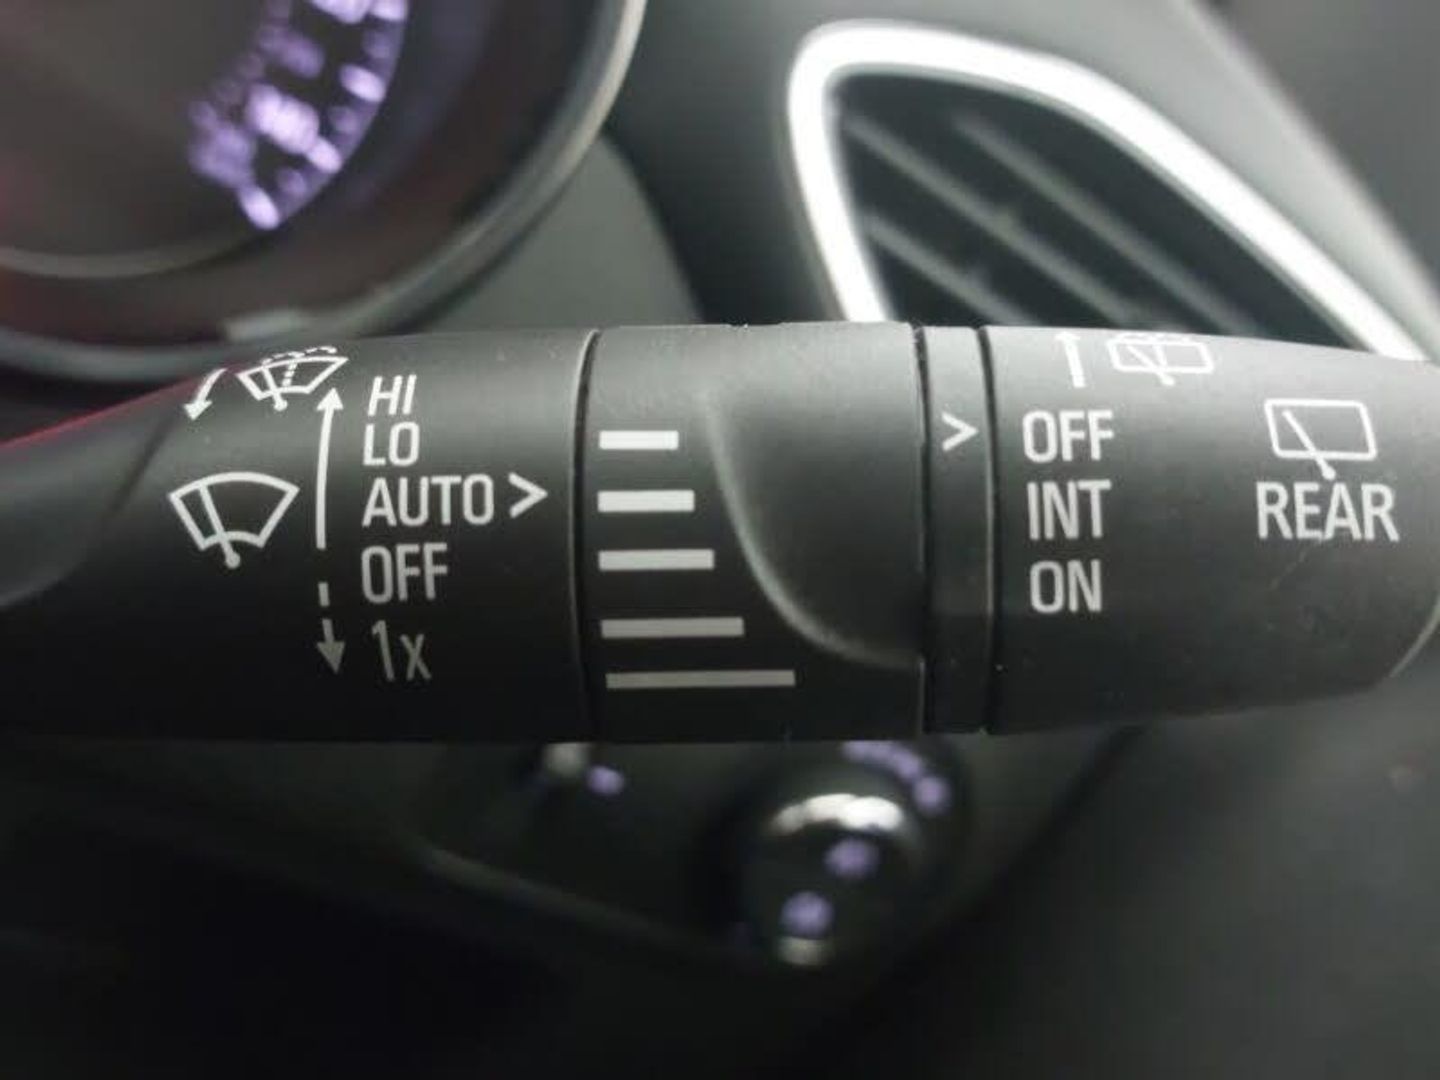 HI
LO
AUTO >
OFF
1x
> OFF
INT
ON
REAR